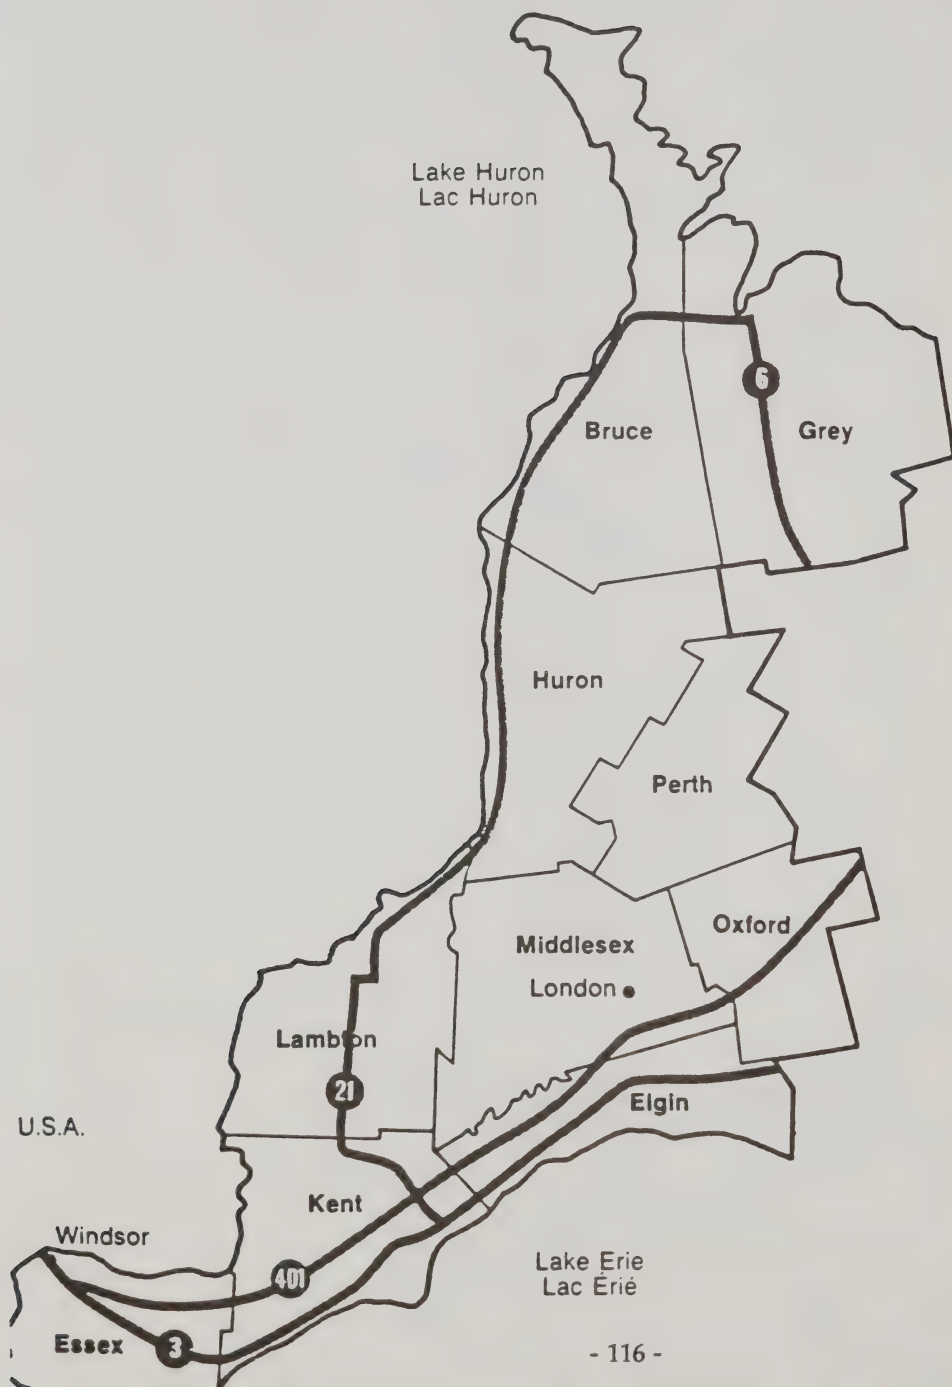 Lake Huron
Lac Huron
6
Bruce
Grey
Huron
Perth
Oxford
Middlesex
London
Lambton
21
Elgin
U.S.A.
Kent
Windsor
401
Lake Erie
Lac Érié
Essex
3
- 116 -